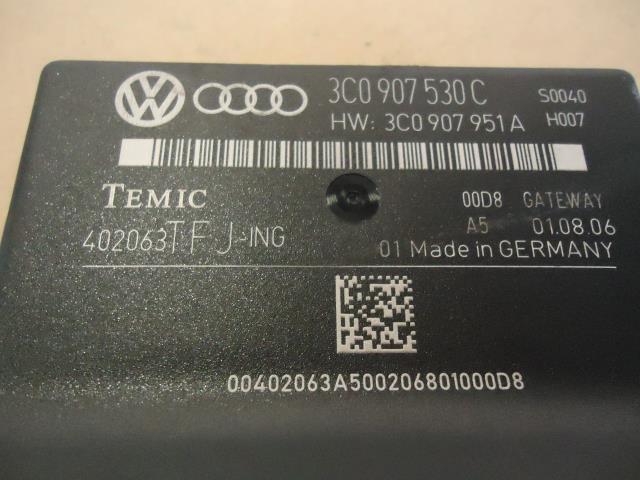 3C0 907 530 C S0040
HW: 3C0 907 951 A H007
TEMIC 00D8 GATEWAY
402063TFJ-ING A5 01.08.06
01 Made in GERMANY
00402063A500206801000D8